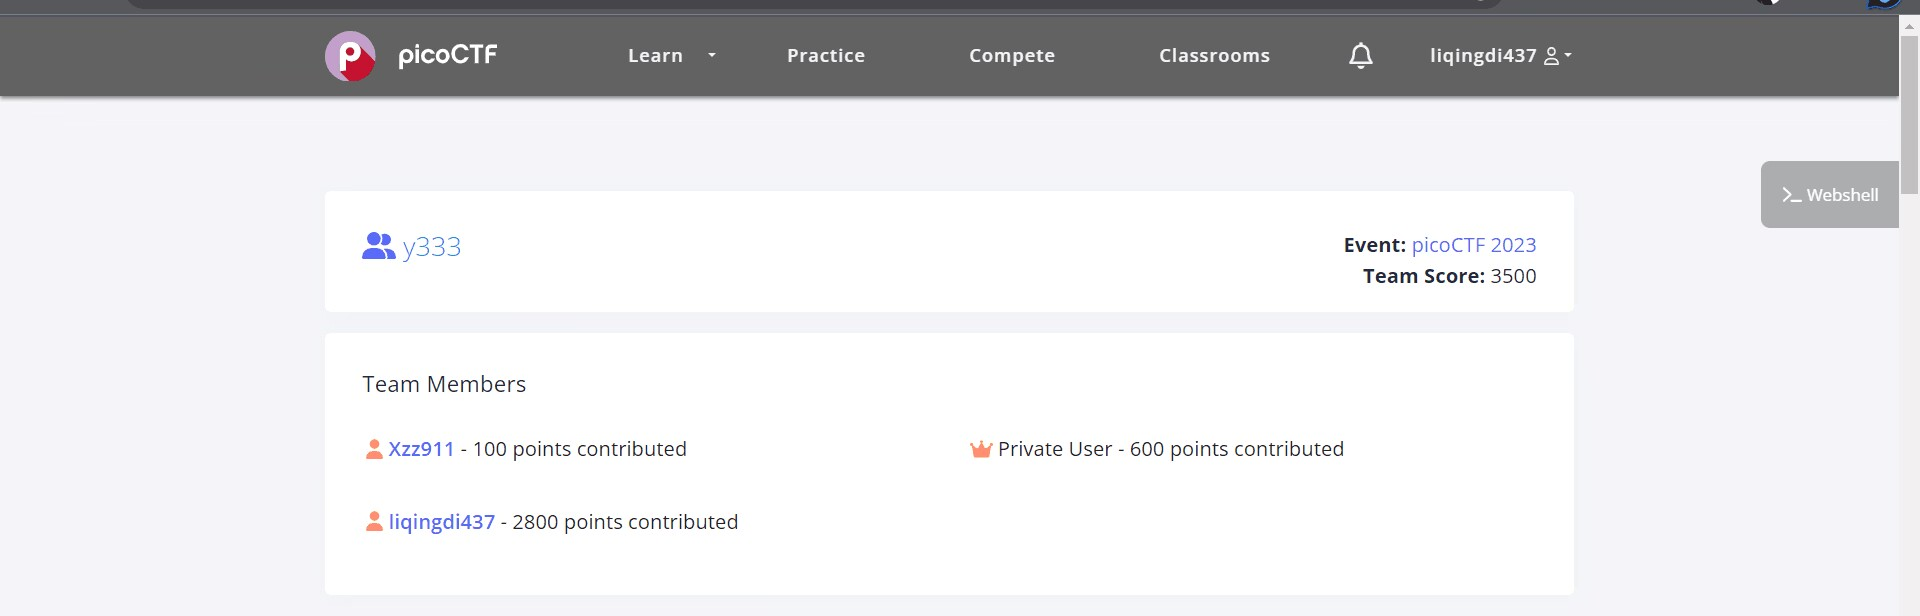 picoCTF Learn Practice Compete Classrooms liqingdi437
>_ Webshell
y333
Event: picoCTF 2023
Team Score: 3500
Team Members
Xzz911 - 100 points contributed
Private User - 600 points contributed
liqingdi437 - 2800 points contributed